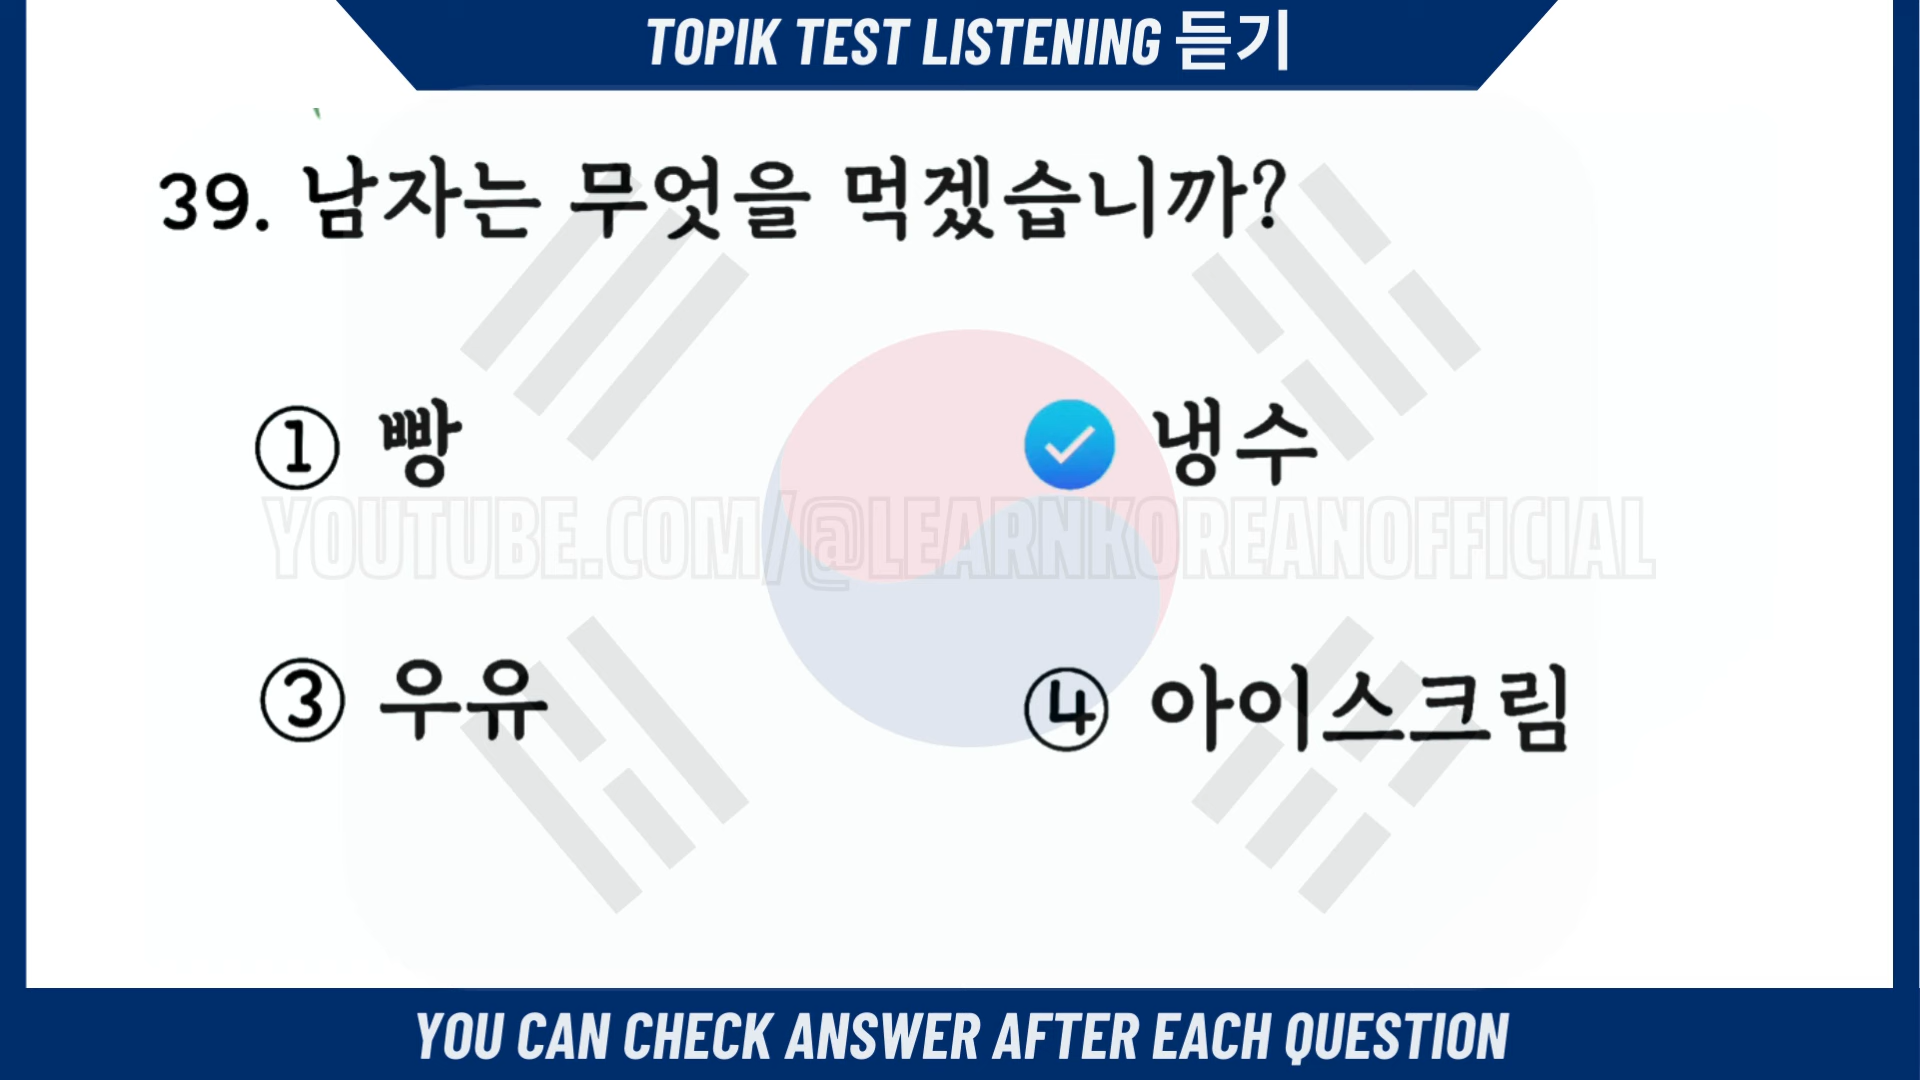 TOPIK TEST LISTENING 듣기
39. 남자는 무엇을 먹겠습니까?
① 빵
냉수
YOUTUBE.COM/@LEARNKOREANOFFICIAL
③ 우유
④ 아이스크림
YOU CAN CHECK ANSWER AFTER EACH QUESTION